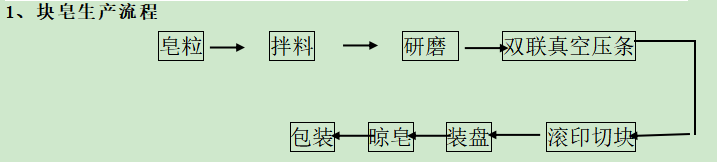 1、块皂生产流程
皂粒 拌料 研磨 双联真空压条
包装 晾皂 装盘 滚印切块